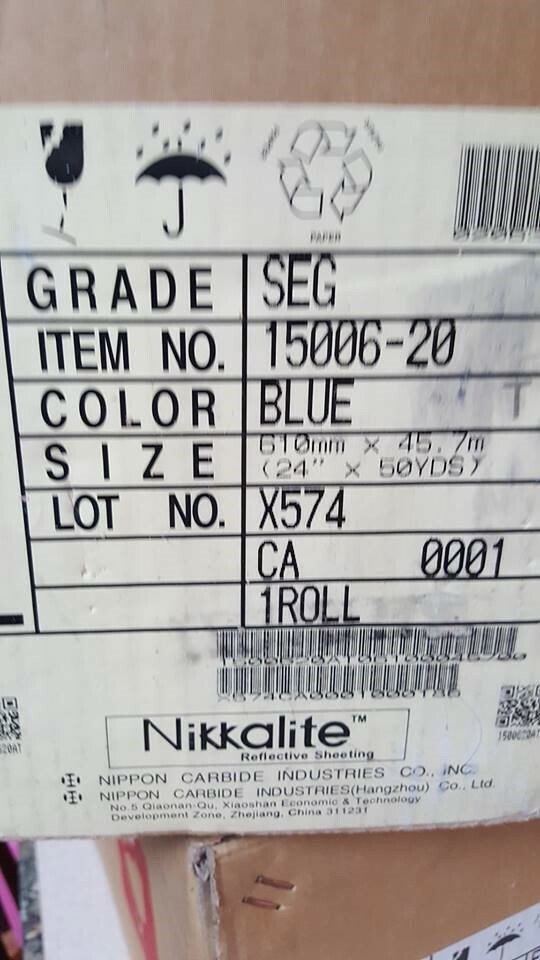 PAPER
GRADE SEG
ITEM NO. 15006-20
COLOR BLUE T
SIZE 610mm x 45.7m
(24" x 50YDS)
LOT NO. X574
CA 0001
1ROLL
X574CA0001000186
Nikkalite™
Reflective Sheeting
NIPPON CARBIDE INDUSTRIES CO., INC.
NIPPON CARBIDE INDUSTRIES(Hangzhou) Co., Ltd.
No.5 Qiaonan-Qu, Xiaoshan Economic & Technology
Development Zone, Zhejiang, China 311231